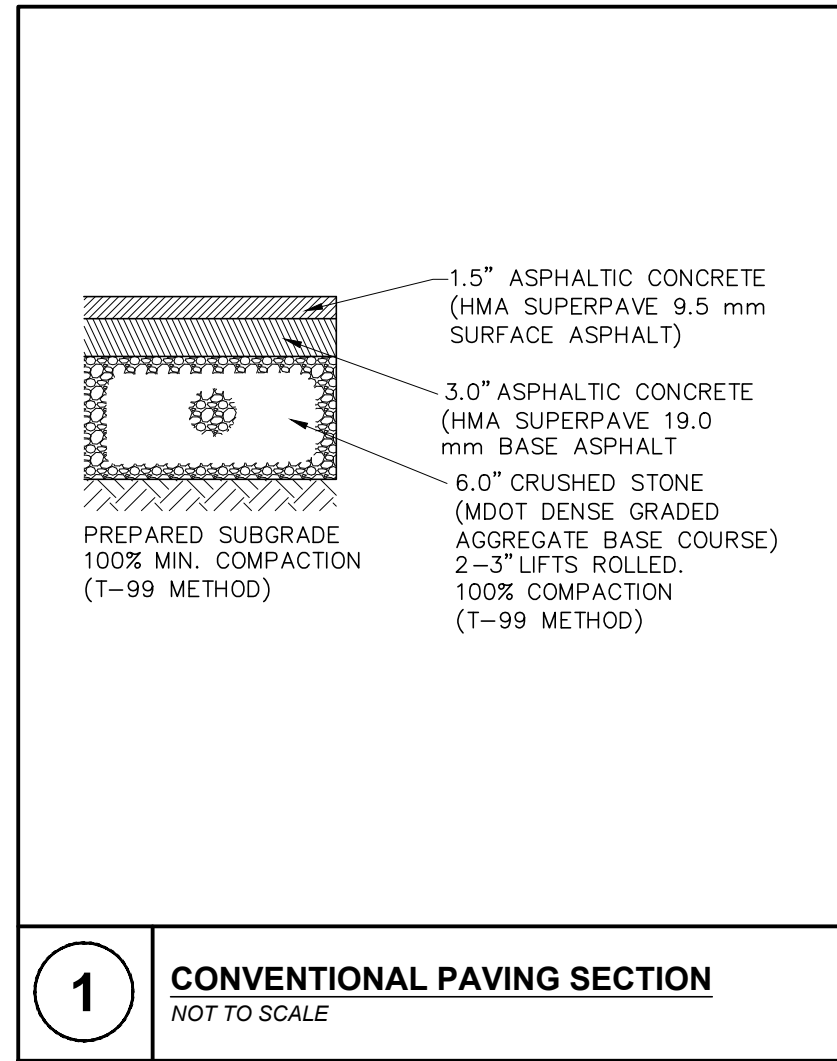 1.5” ASPHALTIC CONCRETE
(HMA SUPERPAVE 9.5 mm
SURFACE ASPHALT)
3.0” ASPHALTIC CONCRETE
(HMA SUPERPAVE 19.0
mm BASE ASPHALT
6.0” CRUSHED STONE
(MDOT DENSE GRADED
AGGREGATE BASE COURSE)
2–3” LIFTS ROLLED.
100% COMPACTION
(T–99 METHOD)
PREPARED SUBGRADE
100% MIN. COMPACTION
(T–99 METHOD)
1
CONVENTIONAL PAVING SECTION
NOT TO SCALE